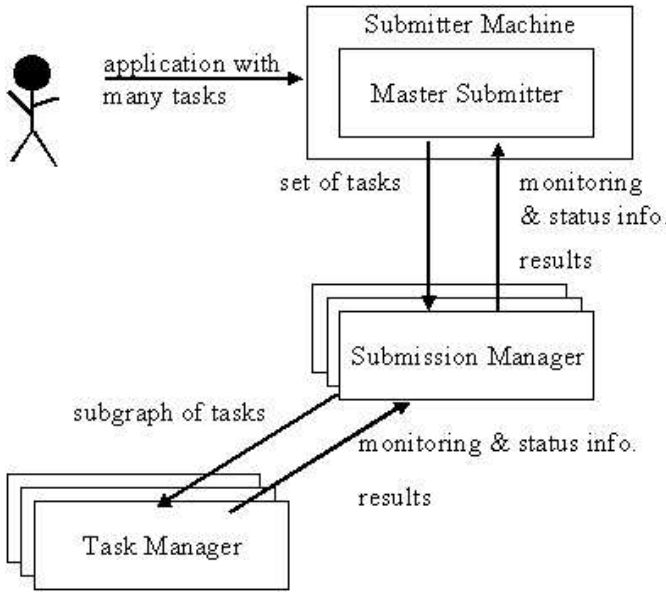 Submitter Machine
application with
many tasks
Master Submitter
set of tasks
monitoring
& status info.
results
Submission Manager
subgraph of tasks
monitoring & status info.
results
Task Manager